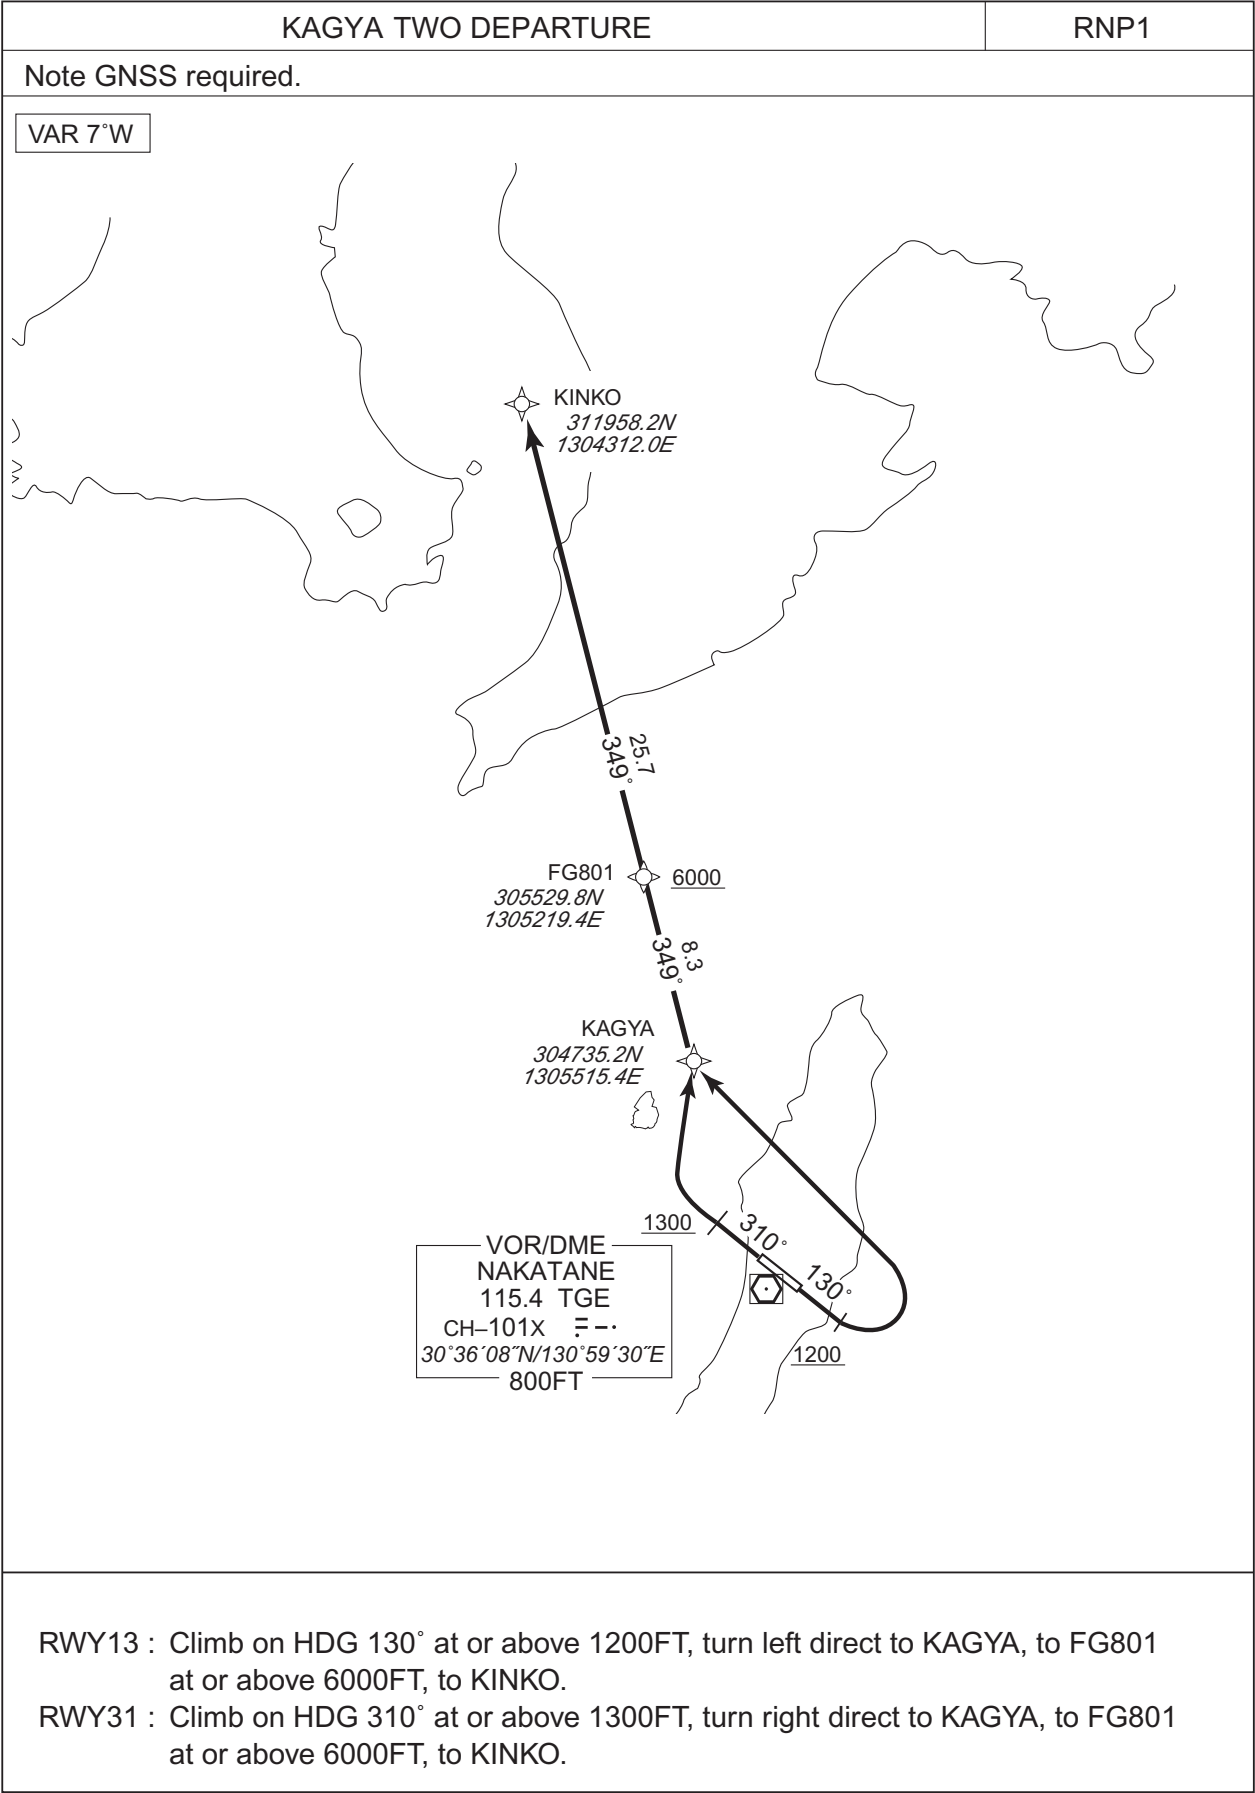 KAGYA TWO DEPARTURE
RNP1
Note GNSS required.
VAR 7˚W
KINKO
311958.2N
1304312.0E
25.7
349˚
FG801
305529.8N
1305219.4E
6000
8.3
349˚
KAGYA
304735.2N
1305515.4E
1300
310˚
130˚
1200
VOR/DME
NAKATANE
115.4 TGE
CH–101X
30˚36´08˝N/130˚59´30˝E
800FT
RWY13 : Climb on HDG 130˚ at or above 1200FT, turn left direct to KAGYA, to FG801
at or above 6000FT, to KINKO.
RWY31 : Climb on HDG 310˚ at or above 1300FT, turn right direct to KAGYA, to FG801
at or above 6000FT, to KINKO.